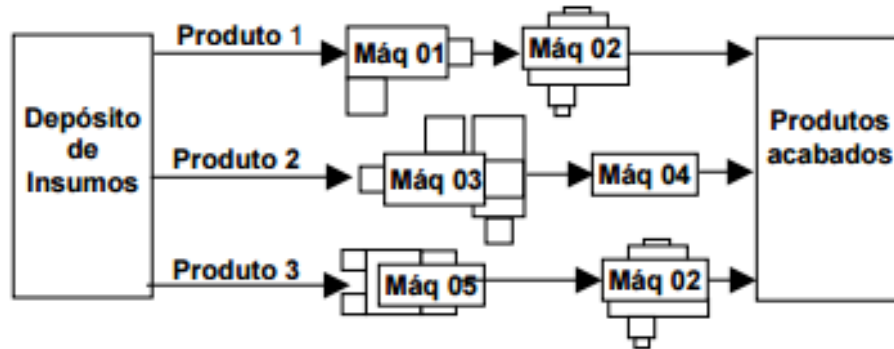 Depósito
de
Insumos
Produto 1
Máq 01
Máq 02
Produto 2
Máq 03
Máq 04
Produto 3
Máq 05
Máq 02
Produtos
acabados